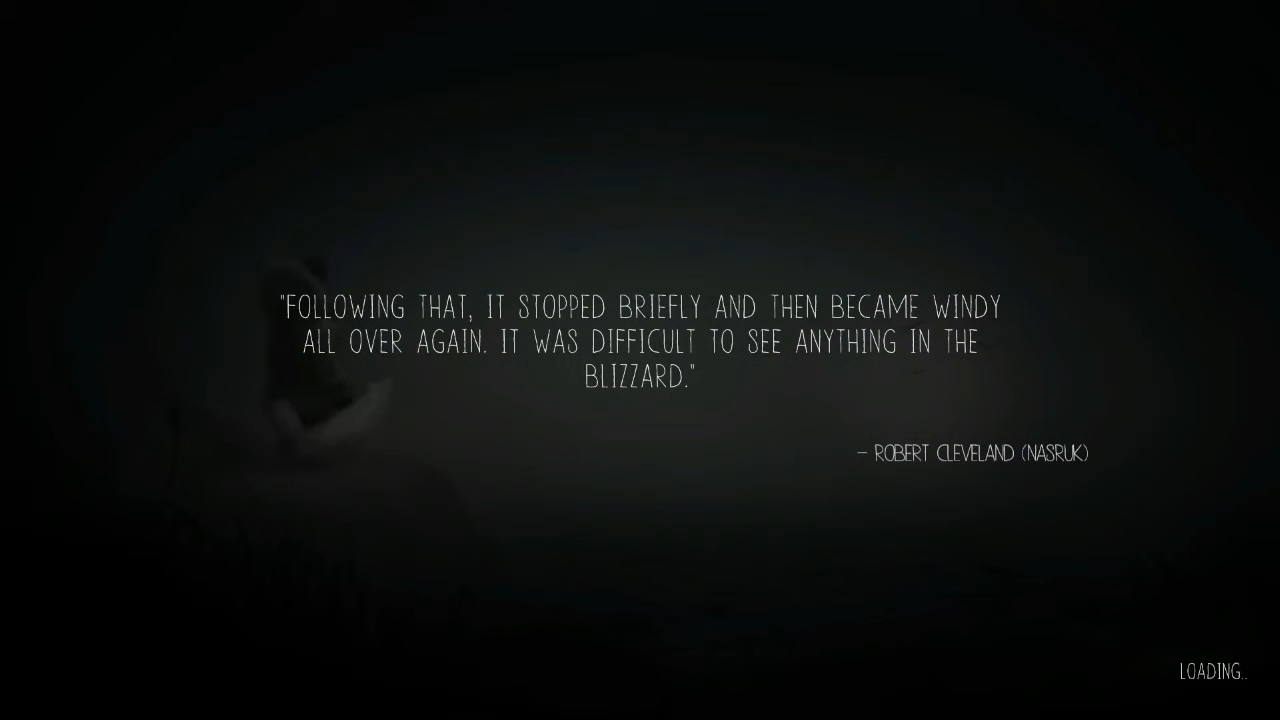 "FOLLOWING THAT, IT STOPPED BRIEFLY AND THEN BECAME WINDY
ALL OVER AGAIN. IT WAS DIFFICULT TO SEE ANYTHING IN THE
BLIZZARD."
- ROBERT CLEVELAND (NASRUK)
LOADING..